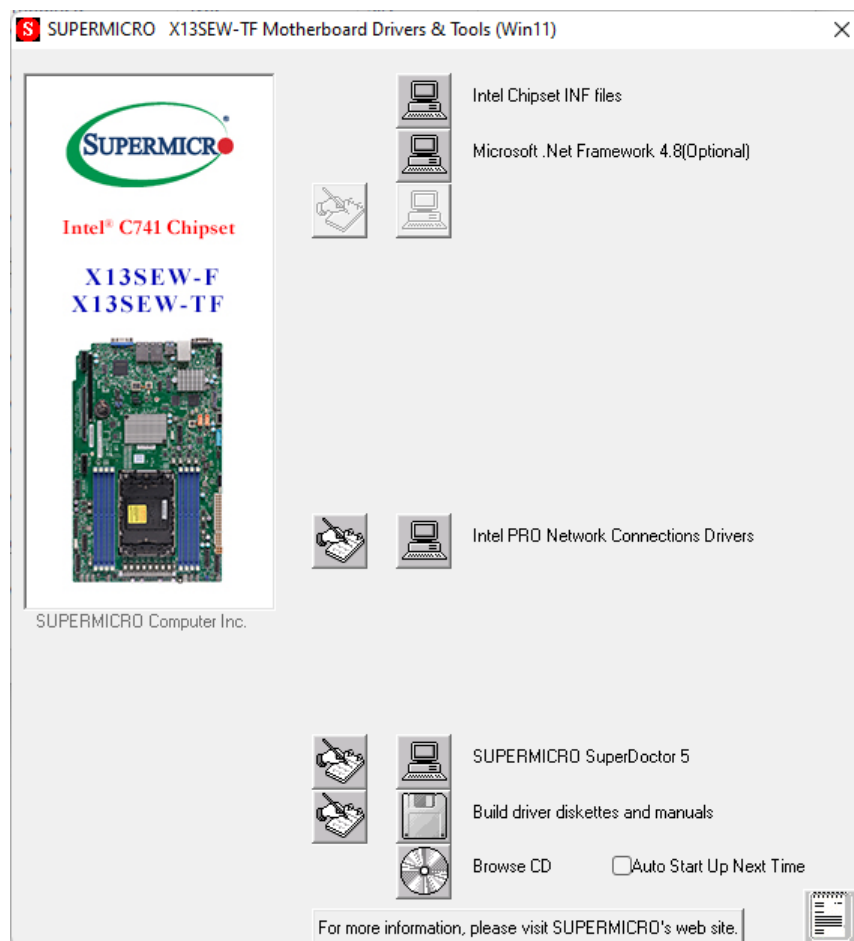 SUPERMICRO X13SEW-TF Motherboard Drivers & Tools (Win11)
SUPERMICRO
Intel® C741 Chipset
X13SEW-F
X13SEW-TF
SUPERMICRO Computer Inc.
Intel Chipset INF files
Microsoft .Net Framework 4.8(Optional)
Intel PRO Network Connections Drivers
SUPERMICRO SuperDoctor 5
Build driver diskettes and manuals
Browse CD Auto Start Up Next Time
For more information, please visit SUPERMICRO's web site.